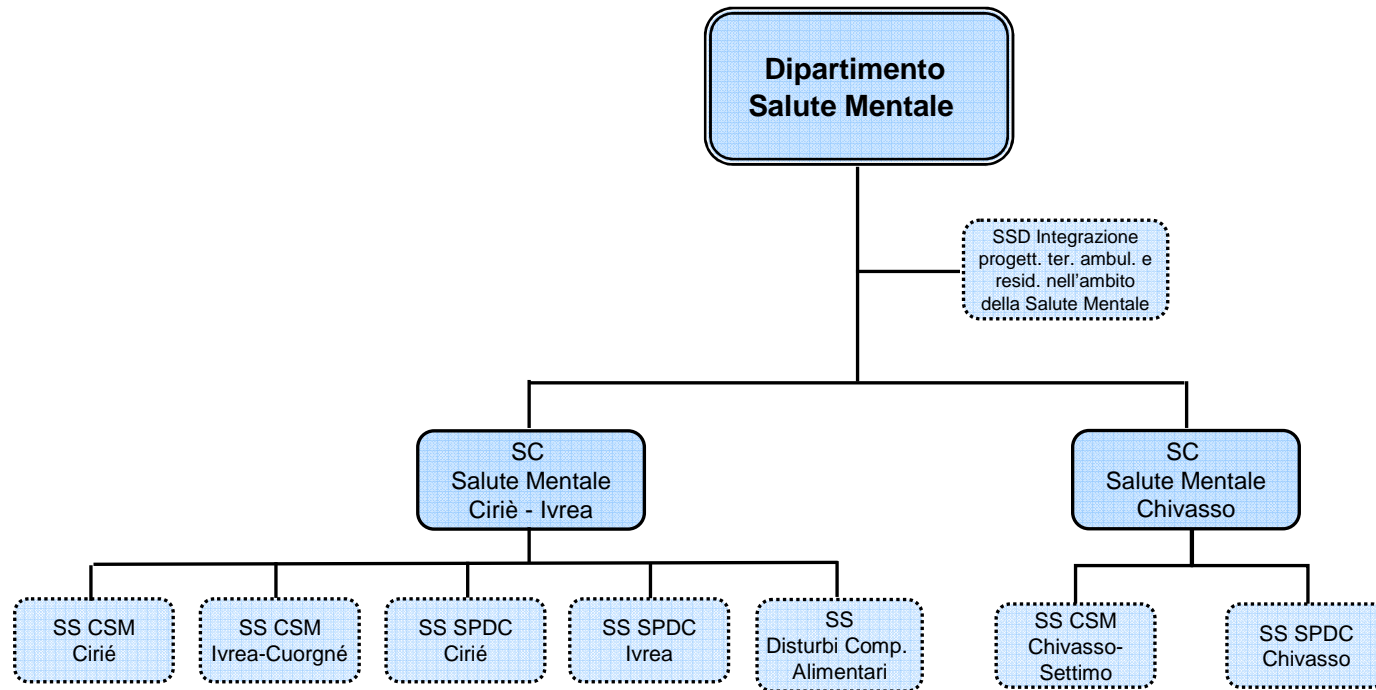 Dipartimento
Salute Mentale
SSD Integrazione
progett. ter. ambul. e
resid. nell'ambito
della Salute Mentale
SC
Salute Mentale
Ciriè - Ivrea
SC
Salute Mentale
Chivasso
SS CSM
Cirié
SS CSM
Ivrea-Cuorgné
SS SPDC
Cirié
SS SPDC
Ivrea
SS
Disturbi Comp.
Alimentari
SS CSM
Chivasso-
Settimo
SS SPDC
Chivasso